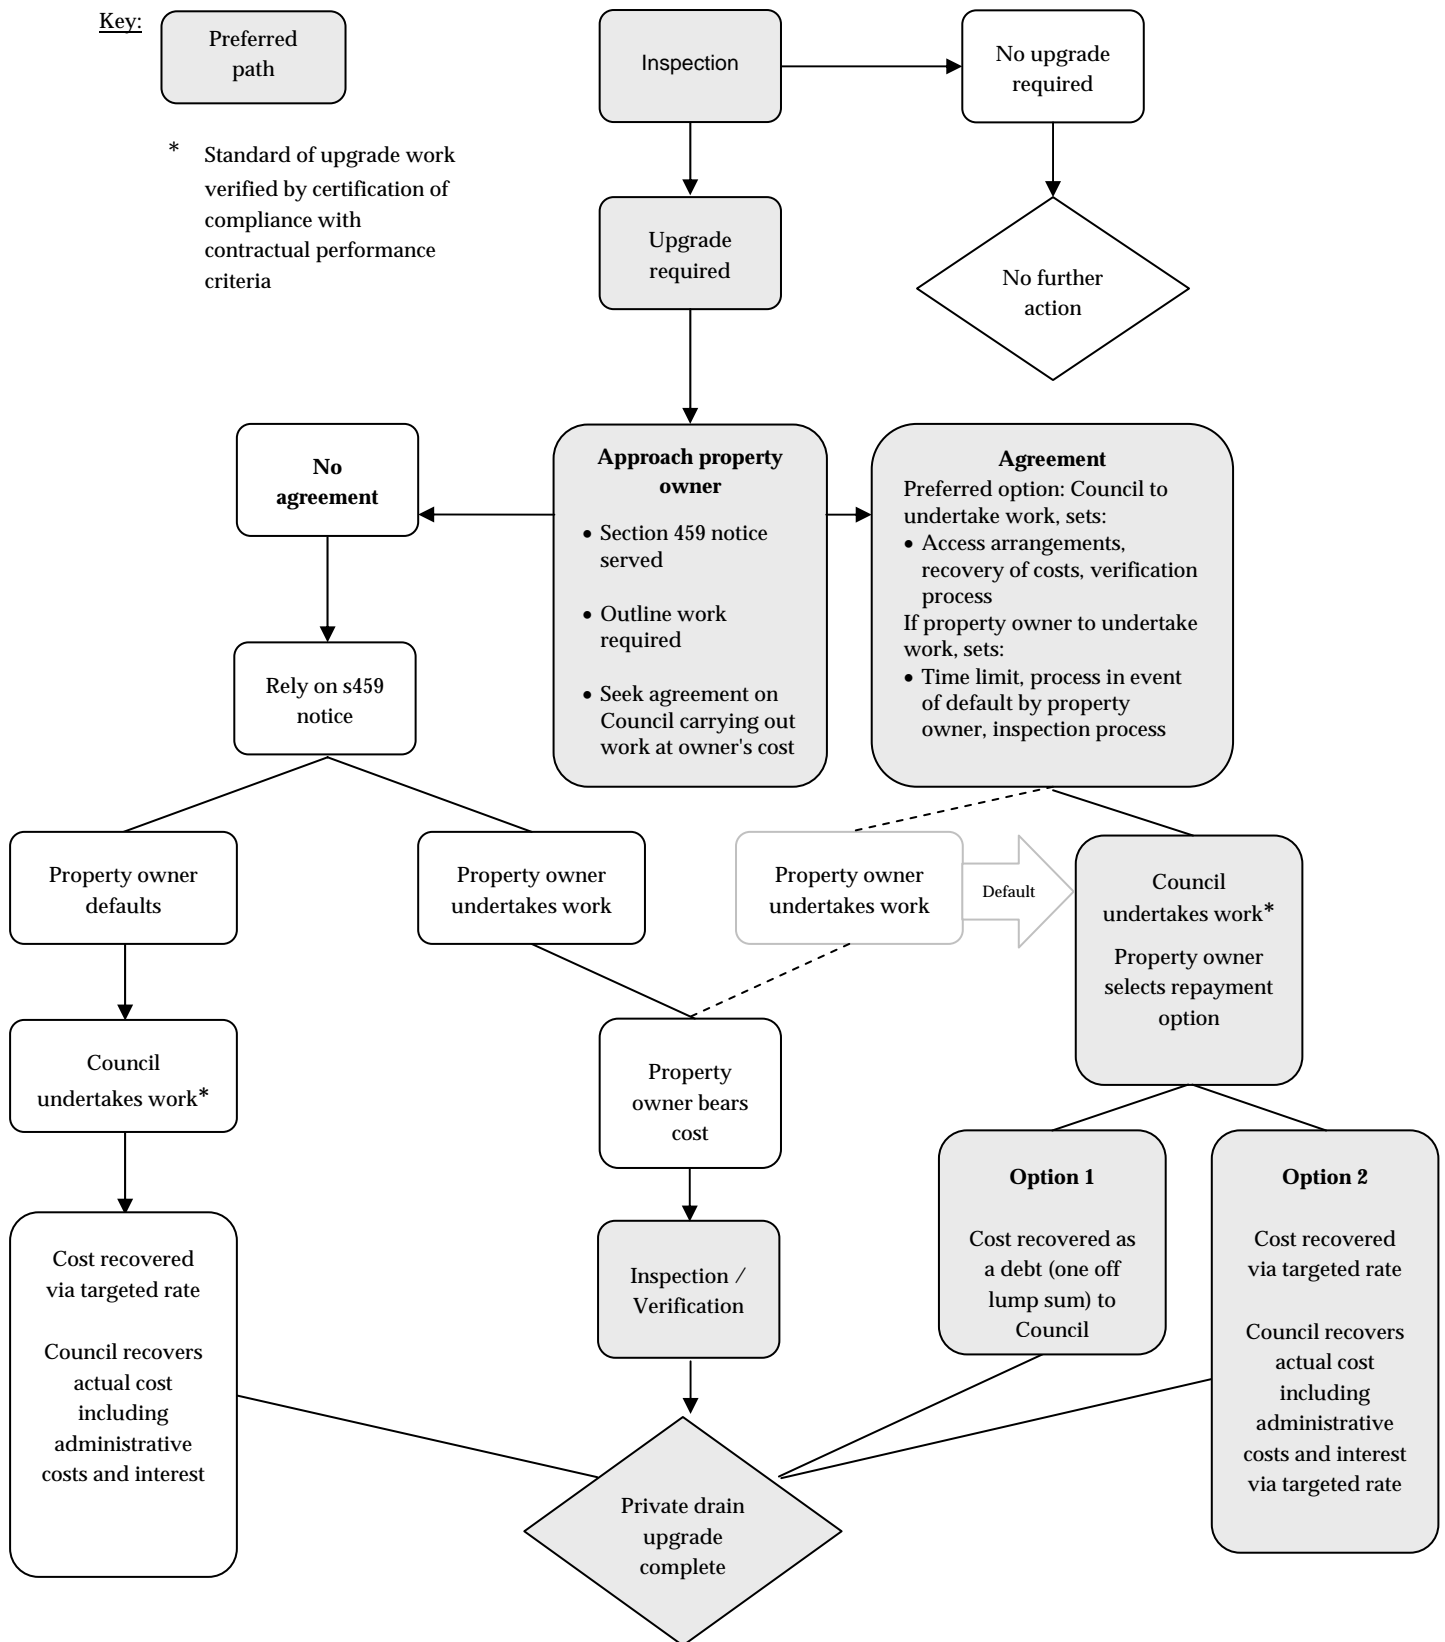 Key:
Preferred
path
* Standard of upgrade work
verified by certification of
compliance with
contractual performance
criteria
Inspection
No upgrade
required
Upgrade
required
No further
action
No
agreement
Approach property
owner
• Section 459 notice
served
• Outline work
required
• Seek agreement on
Council carrying out
work at owner's cost
Agreement
Preferred option: Council to
undertake work, sets:
• Access arrangements,
recovery of costs, verification
process
If property owner to undertake
work, sets:
• Time limit, process in event
of default by property
owner, inspection process
Rely on s459
notice
Property owner
defaults
Property owner
undertakes work
Property owner
undertakes work
Default
Council
undertakes work*
Property owner
selects repayment
option
Council
undertakes work*
Property
owner bears
cost
Option 1
Cost recovered as
a debt (one off
lump sum) to
Council
Option 2
Cost recovered
via targeted rate
Council recovers
actual cost
including
administrative
costs and interest
via targeted rate
Cost recovered
via targeted rate
Council recovers
actual cost
including
administrative
costs and interest
Inspection /
Verification
Private drain
upgrade
complete